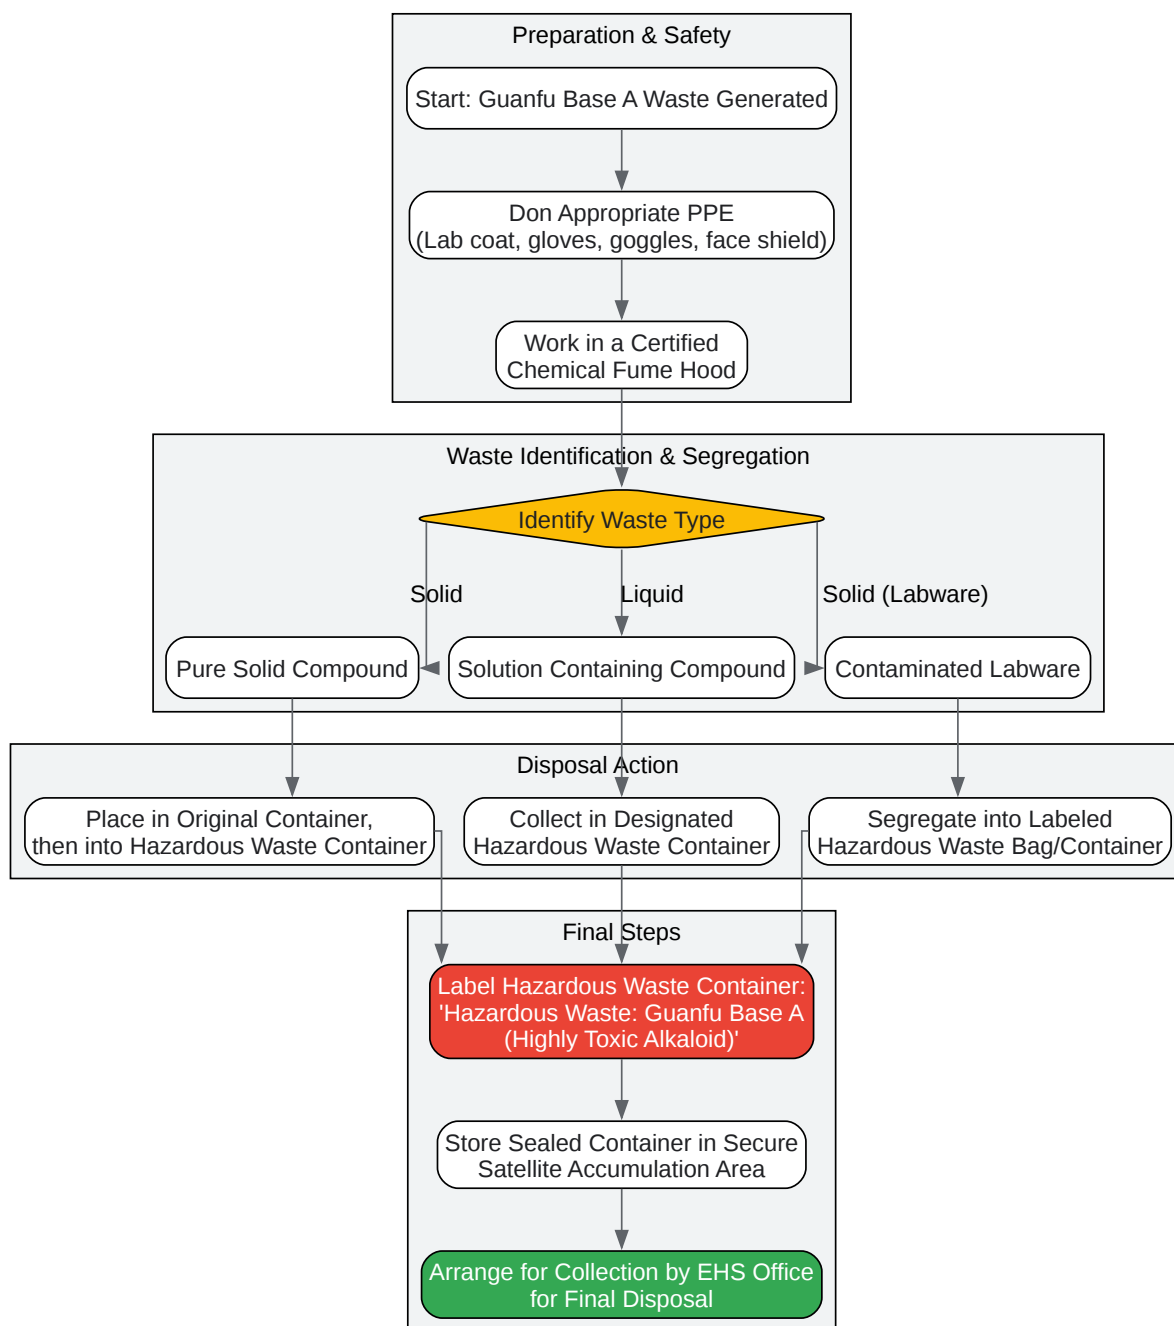 Preparation & Safety
Start: Guanfu Base A Waste Generated
Don Appropriate PPE
(Lab coat, gloves, goggles, face shield)
Work in a Certified
Chemical Fume Hood
Waste Identification & Segregation
Identify Waste Type
Solid
Liquid
Solid (Labware)
Pure Solid Compound
Solution Containing Compound
Contaminated Labware
Disposal Action
Place in Original Container,
then into Hazardous Waste Container
Collect in Designated
Hazardous Waste Container
Segregate into Labeled
Hazardous Waste Bag/Container
Final Steps
Label Hazardous Waste Container:
'Hazardous Waste: Guanfu Base A
(Highly Toxic Alkaloid)'
Store Sealed Container in Secure
Satellite Accumulation Area
Arrange for Collection by EHS Office
for Final Disposal